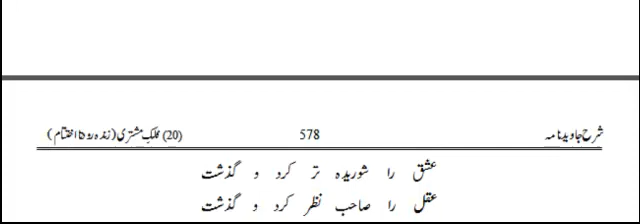 شرح جاوید نامہ 578 (20) فلکِ مشتری (زندہ رود کا اختتام)
عشق را شوریدہ تر کرد و گذشت
عقل را صاحب نظر کرد و گذشت